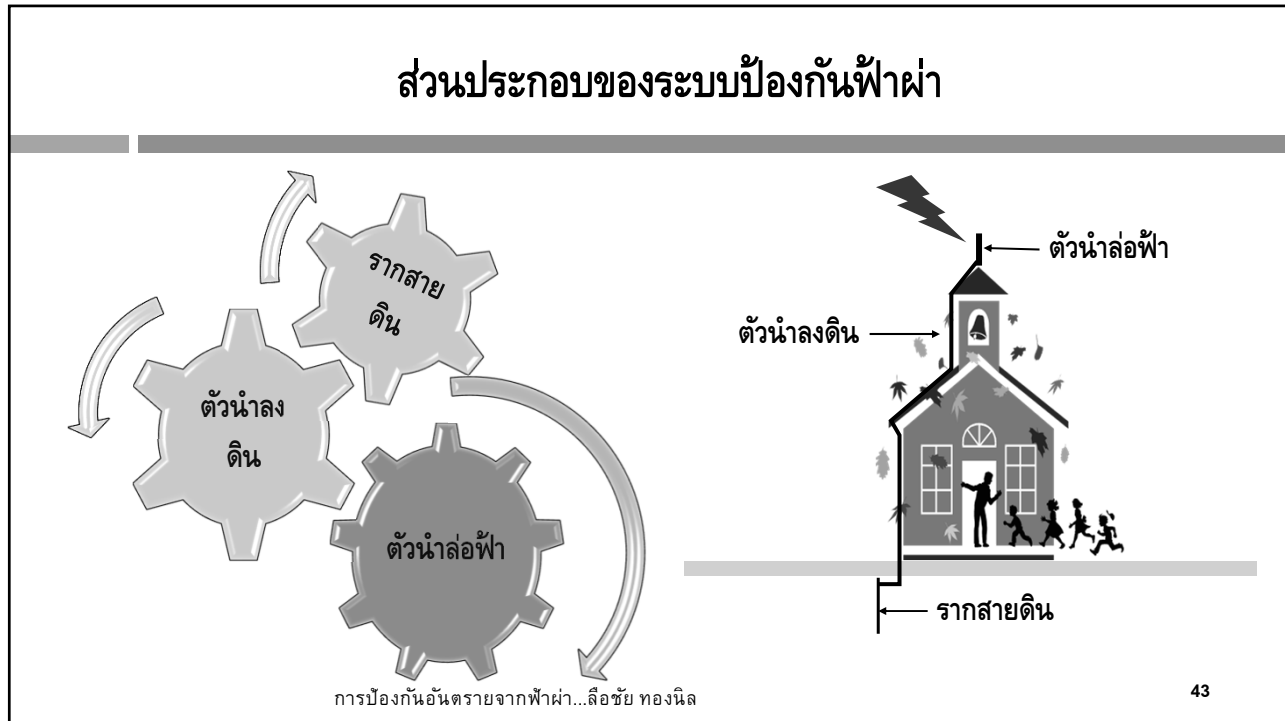 ส่วนประกอบของระบบป้องกันฟ้าผ่า
รากสาย
ดิน
ตัวนำลง
ดิน
ตัวนำล่อฟ้า
ตัวนำล่อฟ้า
ตัวนำลงดิน
รากสายดิน
การป้องกันอันตรายจากฟ้าผ่า...ลือชัย ทองนิล
43